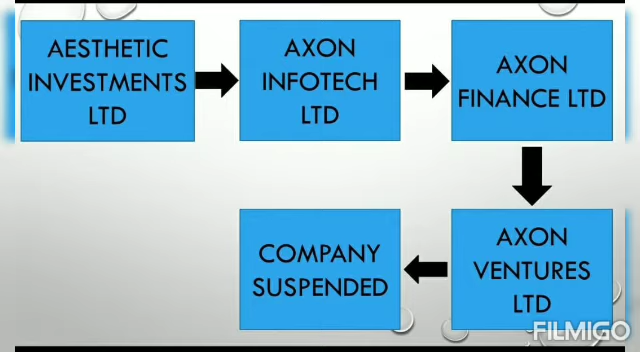 AESTHETIC
INVESTMENTS
LTD
AXON
INFOTECH
LTD
AXON
FINANCE LTD
AXON
VENTURES
LTD
COMPANY
SUSPENDED
FILMIGO